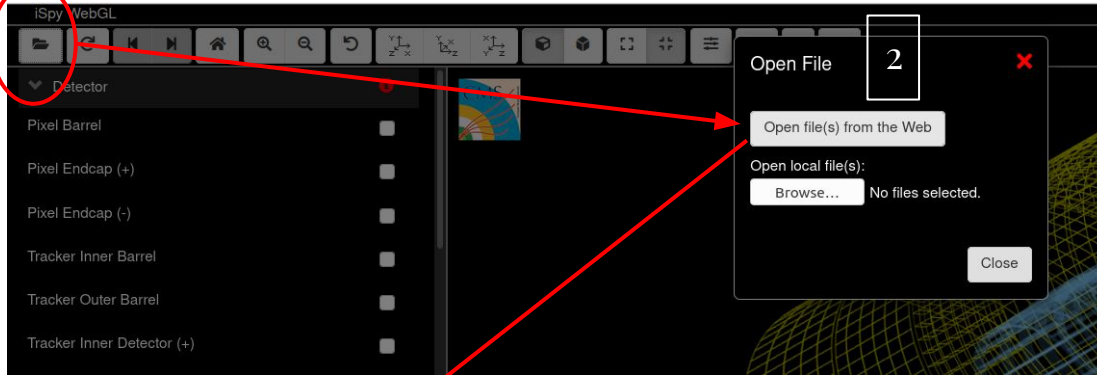 iSpy WebGL
Detector
Pixel Barrel
Pixel Endcap (+)
Pixel Endcap (-)
Tracker Inner Barrel
Tracker Outer Barrel
Tracker Inner Detector (+)
Y
X
Z
Y
X
Z
X
Y
Z
CMS
Open File
2
Open file(s) from the Web
Open local file(s):
Browse... No files selected.
Close